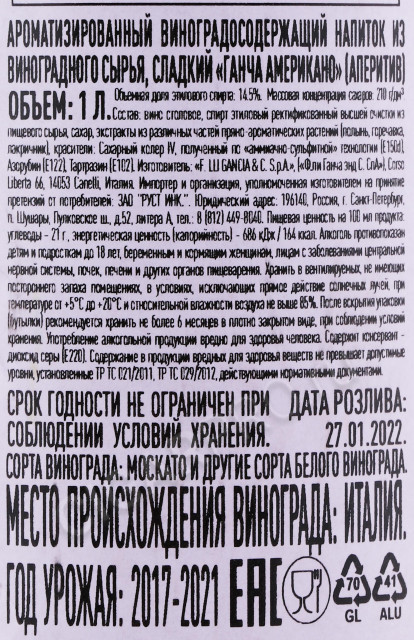 АРОМАТИЗИРОВАННЫЙ ВИНОГРАДОСОДЕРЖАЩИЙ НАПИТОК ИЗ
ВИНОГРАДНОГО СЫРЬЯ, СЛАДКИЙ «ГАНЧА АМЕРИКАНО» (АПЕРИТИВ)
ОБЪЕМ: 1 Л. Объемная доля этилового спирта: 14.5%. Массовая концентрация сахаров: 210 г/дм³
Состав: вино столовое, спирт этиловый ректификованный высшей очистки из
пищевого сырья, сахар, экстракты из различных частей пряно-ароматических растений (полынь, горечавка,
лакричник), красители: Сахарный колер IV, полученный по «аммиачно-сульфитной» технологии (E150d),
Азорубин (E122), Тартразин (E102). Изготовитель: «F. LLI GANCIA & C. S.p.A.», («Ф.лли Ганча энд С. СпА»), Corso
Liberta 66, 14053 Canelli, Италия. Импортер и организация, уполномоченная изготовителем на принятие
претензий от потребителей: ЗАО "РУСТ ИНК.". Юридический адрес: 196140, Россия, г. Санкт-Петербург,
п. Шушары, Пулковское ш., д.52, литера А, тел.: 8 (812) 449-8040. Пищевая ценность на 100 мл продукта:
углеводы - 21 г, энергетическая ценность (калорийность) - 686 кДж / 164 ккал. Алкоголь противопоказан
детям и подросткам до 18 лет, беременным и кормящим женщинам, лицам с заболеваниями центральной
нервной системы, почек, печени и других органов пищеварения. Хранить в вентилируемых, не имеющих
постороннего запаха помещениях, в условиях, исключающих прямое действие солнечных лучей, при
температуре от +5°С до +20°С и относительной влажности воздуха не выше 85%. После вскрытия упаковки
(бутылки) рекомендуется хранить не более 6 месяцев в плотно закрытом виде, при соблюдении условий
хранения. Употребление алкогольной продукции вредно для здоровья человека. Содержит консервант -
диоксид серы (E220). Содержание в продукции вредных для здоровья веществ не превышает допустимые
уровни, установленные ТР ТС 021/2011, ТР ТС 029/2012, действующими нормативными документами.
СРОК ГОДНОСТИ НЕ ОГРАНИЧЕН ПРИ ДАТА РОЗЛИВА:
СОБЛЮДЕНИИ УСЛОВИЙ ХРАНЕНИЯ. 27.01.2022.
СОРТА ВИНОГРАДА: МОСКАТО И ДРУГИЕ СОРТА БЕЛОГО ВИНОГРАДА.
МЕСТО ПРОИСХОЖДЕНИЯ ВИНОГРАДА: ИТАЛИЯ.
ГОД УРОЖАЯ: 2017-2021 EAC 70 41
GL ALU